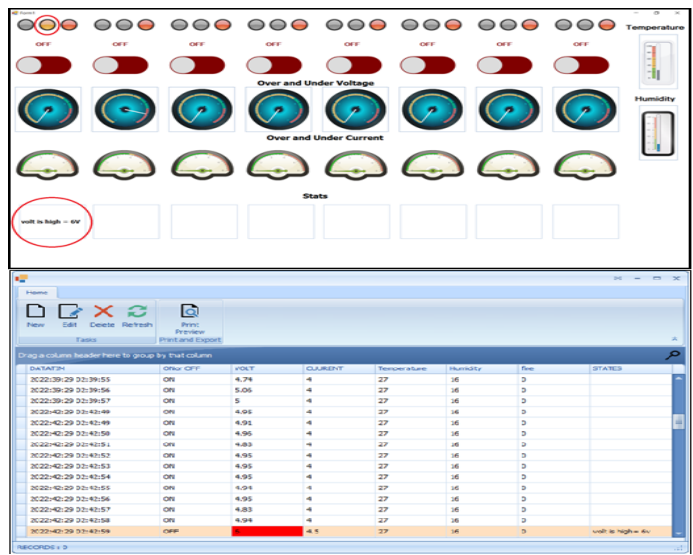 Temperature
OFF OFF OFF OFF OFF OFF OFF OFF
Over and Under Voltage
Humidity
Over and Under Current
Stats
volt is high = 6V
Home
New Edit Delete Refresh Print Preview
Tasks Print and Export
Drag a column header here to group by that column
ONor OFF VOLT CUURENT Temperature Humidity fire STATES
2022:39:29 02:39:55 ON 4.74 4 27 16 0
2022:39:29 02:39:56 ON 5.06 4 27 16 0
2022:39:29 02:39:57 ON 5 4 27 16 0
2022:42:29 02:42:48 ON 4.95 4 27 16 0
2022:42:29 02:42:49 ON 4.91 4 27 16 0
2022:42:29 02:42:50 ON 4.96 4 27 16 0
2022:42:29 02:42:51 ON 4.83 4 27 16 0
2022:42:29 02:42:52 ON 4.95 4 27 16 0
2022:42:29 02:42:53 ON 4.95 4 27 16 0
2022:42:29 02:42:54 ON 4.95 4 27 16 0
2022:42:29 02:42:55 ON 4.94 4 27 16 0
2022:42:29 02:42:56 ON 4.95 4 27 16 0
2022:42:29 02:42:57 ON 4.83 4 27 16 0
2022:42:29 02:42:58 ON 4.94 4 27 16 0
2022:42:29 02:42:59 OFF 6 4.5 27 16 0 volt is high= 6v
RECORDS : 0